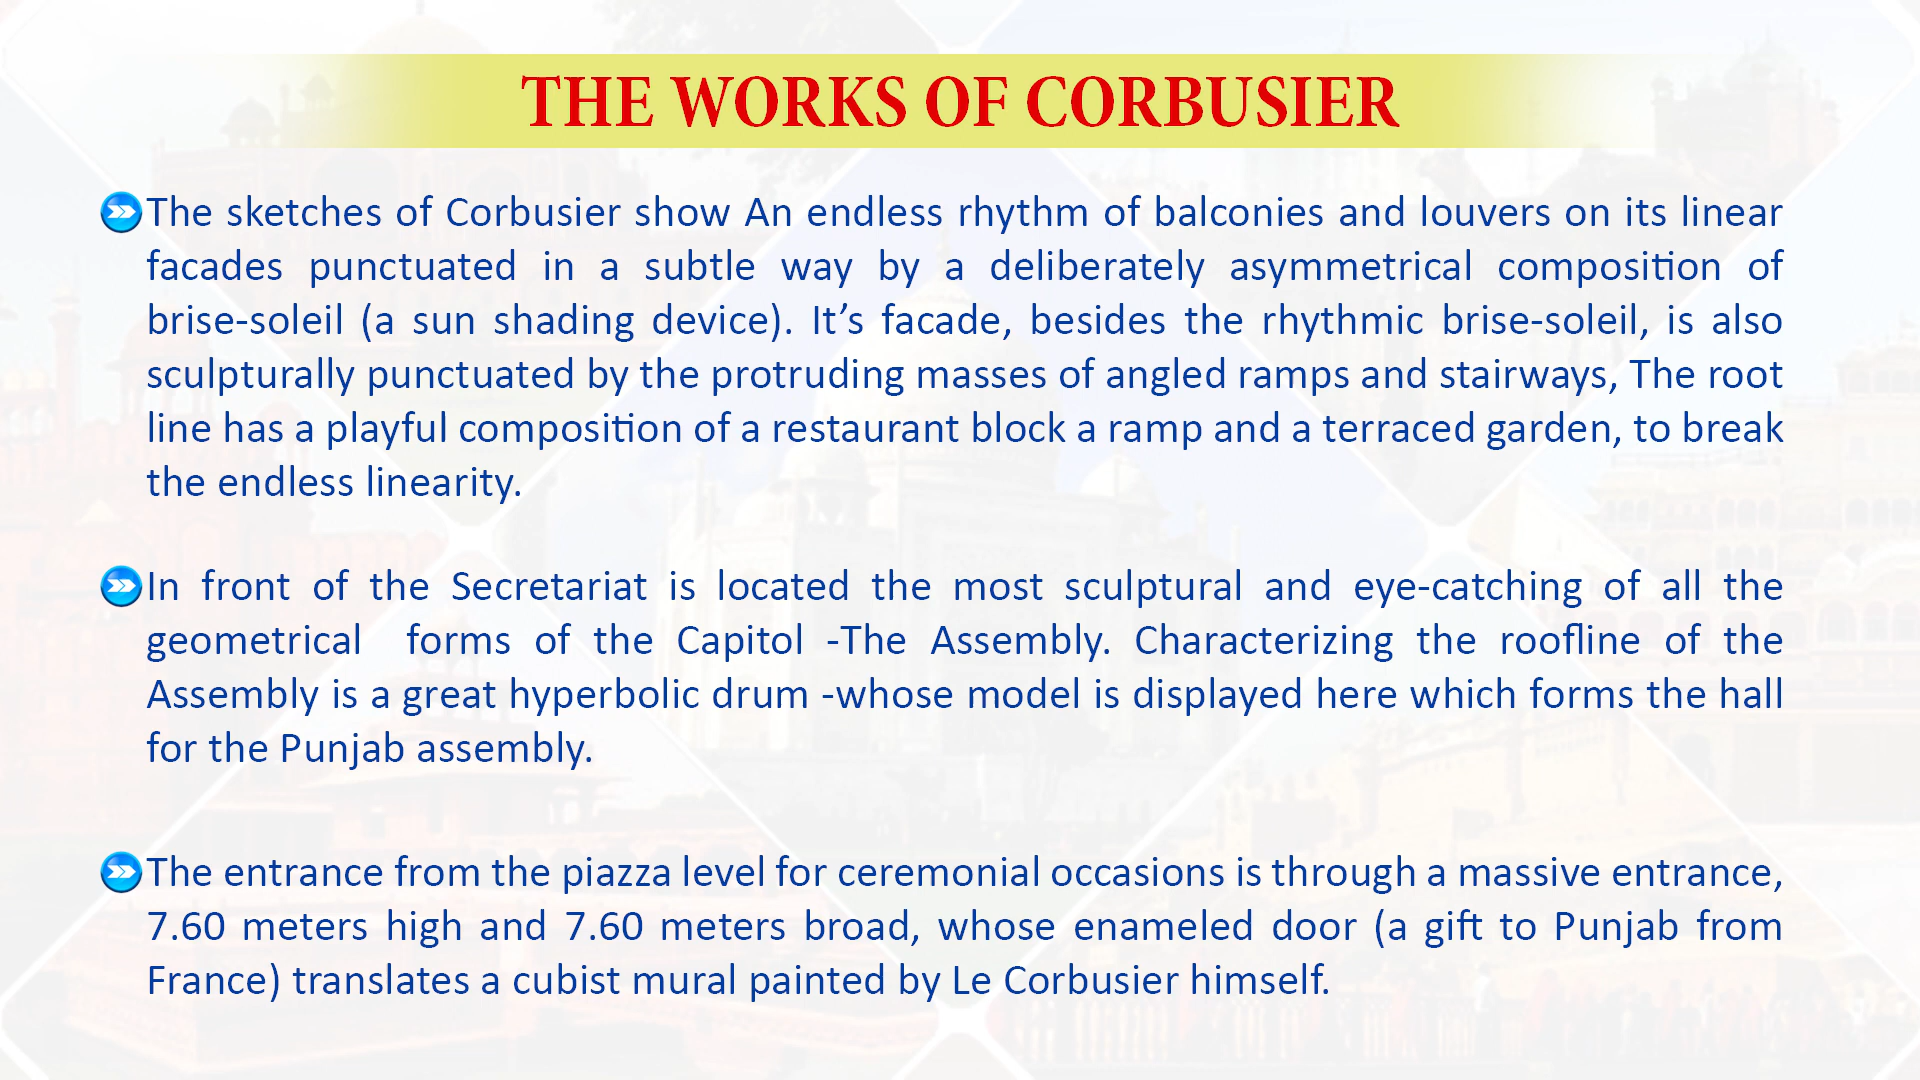 THE WORKS OF CORBUSIER
The sketches of Corbusier show An endless rhythm of balconies and louvers on its linear
facades punctuated in a subtle way by a deliberately asymmetrical composition of
brise-soleil (a sun shading device). It’s facade, besides the rhythmic brise-soleil, is also
sculpturally punctuated by the protruding masses of angled ramps and stairways, The root
line has a playful composition of a restaurant block a ramp and a terraced garden, to break
the endless linearity.
In front of the Secretariat is located the most sculptural and eye-catching of all the
geometrical forms of the Capitol -The Assembly. Characterizing the roofline of the
Assembly is a great hyperbolic drum -whose model is displayed here which forms the hall
for the Punjab assembly.
The entrance from the piazza level for ceremonial occasions is through a massive entrance,
7.60 meters high and 7.60 meters broad, whose enameled door (a gift to Punjab from
France) translates a cubist mural painted by Le Corbusier himself.